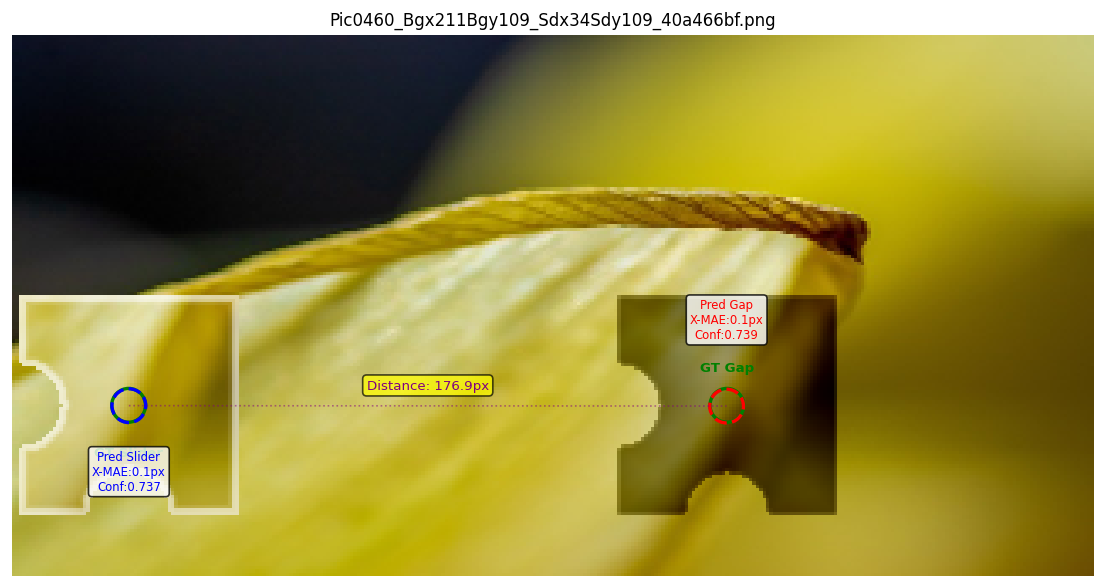 Pic0460_Bgx211Bgy109_Sdx34Sdy109_40a466bf.png
Pred Gap
X-MAE:0.1px
Conf:0.739
GT Gap
Distance: 176.9px
Pred Slider
X-MAE:0.1px
Conf:0.737